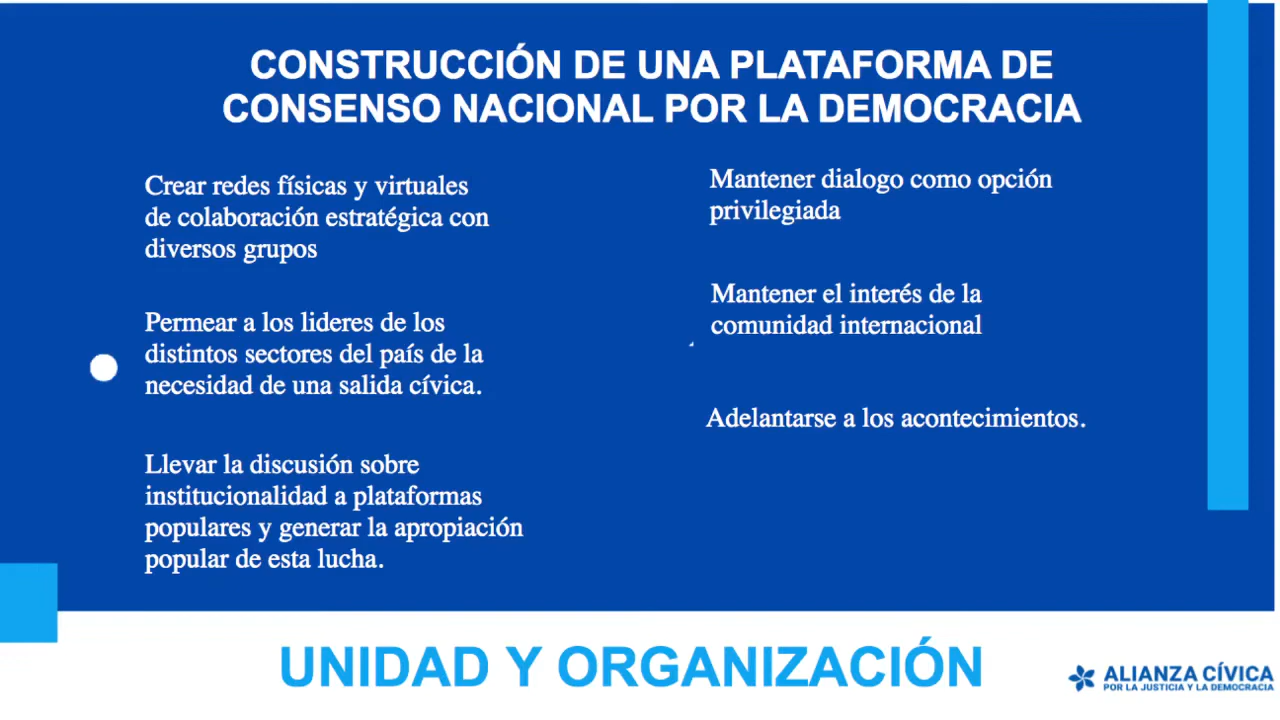 CONSTRUCCIÓN DE UNA PLATAFORMA DE
CONSENSO NACIONAL POR LA DEMOCRACIA
Crear redes físicas y virtuales
de colaboración estratégica con
diversos grupos
Permear a los lideres de los
distintos sectores del país de la
necesidad de una salida cívica.
Llevar la discusión sobre
institucionalidad a plataformas
populares y generar la apropiación
popular de esta lucha.
Mantener dialogo como opción
privilegiada
Mantener el interés de la
comunidad internacional
Adelantarse a los acontecimientos.
UNIDAD Y ORGANIZACIÓN
ALIANZA CÍVICA
POR LA JUSTICIA Y LA DEMOCRACIA